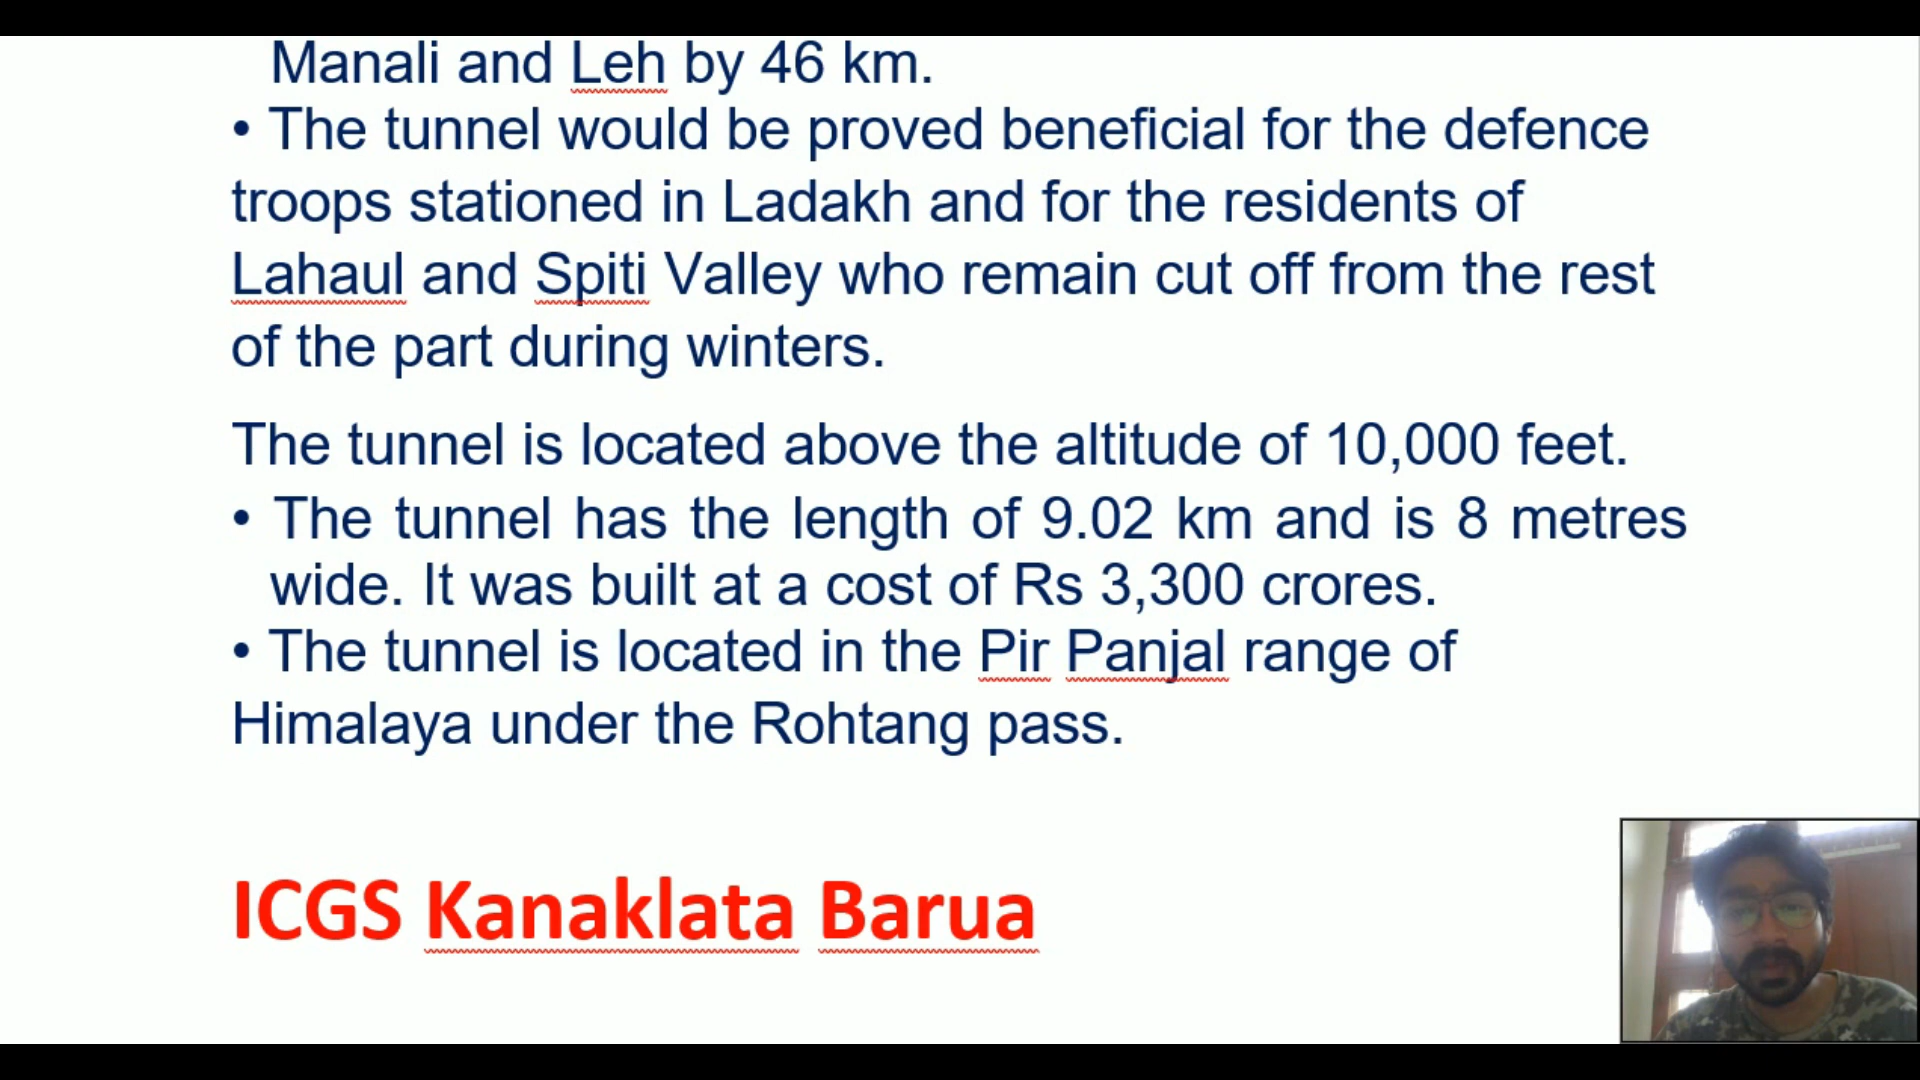 Manali and Leh by 46 km.
• The tunnel would be proved beneficial for the defence
troops stationed in Ladakh and for the residents of
Lahaul and Spiti Valley who remain cut off from the rest
of the part during winters.
The tunnel is located above the altitude of 10,000 feet.
• The tunnel has the length of 9.02 km and is 8 metres
wide. It was built at a cost of Rs 3,300 crores.
• The tunnel is located in the Pir Panjal range of
Himalaya under the Rohtang pass.
ICGS Kanaklata Barua